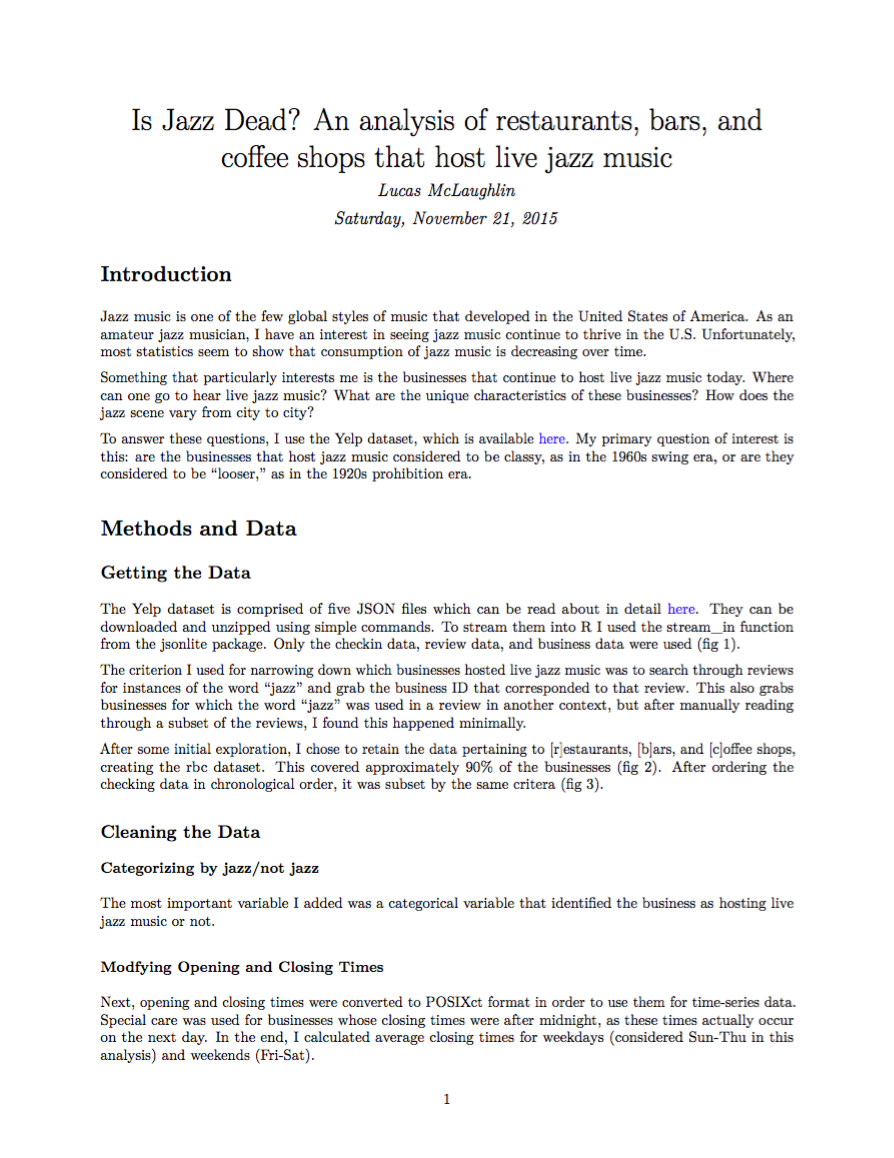 Is Jazz Dead? An analysis of restaurants, bars, and
coffee shops that host live jazz music
Lucas McLaughlin
Saturday, November 21, 2015
Introduction
Jazz music is one of the few global styles of music that developed in the United States of America. As an
amateur jazz musician, I have an interest in seeing jazz music continue to thrive in the U.S. Unfortunately,
most statistics seem to show that consumption of jazz music is decreasing over time.
Something that particularly interests me is the businesses that continue to host live jazz music today. Where
can one go to hear live jazz music? What are the unique characteristics of these businesses? How does the
jazz scene vary from city to city?
To answer these questions, I use the Yelp dataset, which is available here. My primary question of interest is
this: are the businesses that host jazz music considered to be classy, as in the 1960s swing era, or are they
considered to be “looser,” as in the 1920s prohibition era.
Methods and Data
Getting the Data
The Yelp dataset is comprised of five JSON files which can be read about in detail here. They can be
downloaded and unzipped using simple commands. To stream them into R I used the stream_in function
from the jsonlite package. Only the checkin data, review data, and business data were used (fig 1).
The criterion I used for narrowing down which businesses hosted live jazz music was to search through reviews
for instances of the word “jazz” and grab the business ID that corresponded to that review. This also grabs
businesses for which the word “jazz” was used in a review in another context, but after manually reading
through a subset of the reviews, I found this happened minimally.
After some initial exploration, I chose to retain the data pertaining to [r]estaurants, [b]ars, and [c]offee shops,
creating the rbc dataset. This covered approximately 90% of the businesses (fig 2). After ordering the
checking data in chronological order, it was subset by the same critera (fig 3).
Cleaning the Data
Categorizing by jazz/not jazz
The most important variable I added was a categorical variable that identified the business as hosting live
jazz music or not.
Modfying Opening and Closing Times
Next, opening and closing times were converted to POSIXct format in order to use them for time-series data.
Special care was used for businesses whose closing times were after midnight, as these times actually occur
on the next day. In the end, I calculated average closing times for weekdays (considered Sun-Thu in this
analysis) and weekends (Fri-Sat).
1